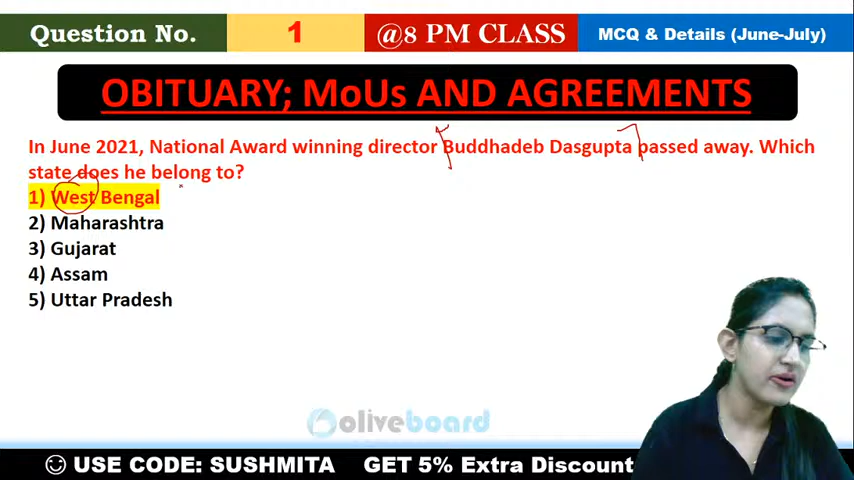 Question No.
1
@8 PM CLASS
MCQ & Details (June-July)
OBITUARY; MoUs AND AGREEMENTS
In June 2021, National Award winning director Buddhadeb Dasgupta passed away. Which
state does he belong to?
1) West Bengal
2) Maharashtra
3) Gujarat
4) Assam
5) Uttar Pradesh
oliveboard
USE CODE: SUSHMITA GET 5% Extra Discount